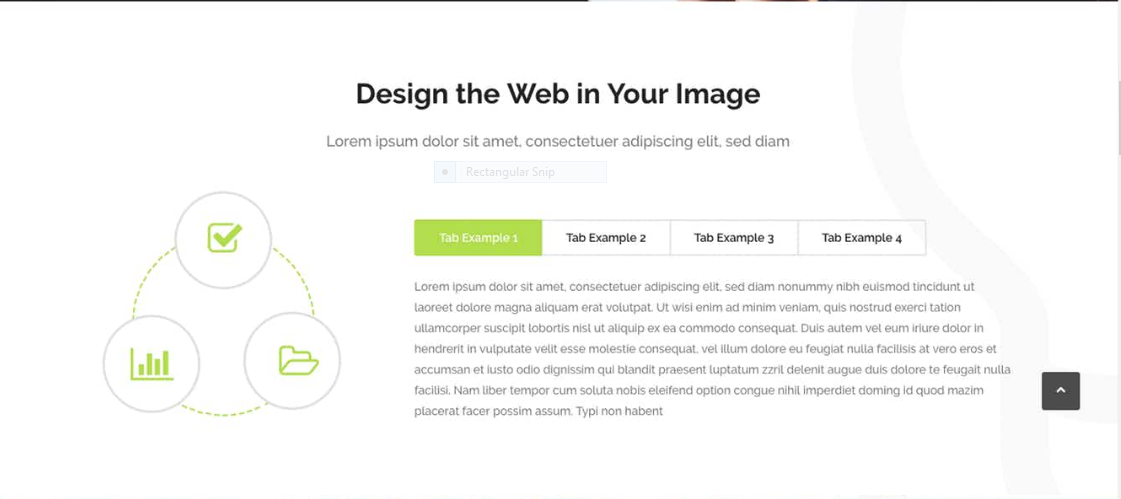 Design the Web in Your Image
Lorem ipsum dolor sit amet, consectetuer adipiscing elit, sed diam
Rectangular Snip
Tab Example 1
Tab Example 2
Tab Example 3
Tab Example 4
Lorem ipsum dolor sit amet, consectetuer adipiscing elit, sed diam nonummy nibh euismod tincidunt ut
laoreet dolore magna aliquam erat volutpat. Ut wisi enim ad minim veniam, quis nostrud exerci tation
ullamcorper suscipit lobortis nisl ut aliquip ex ea commodo consequat. Duis autem vel eum iriure dolor in
hendrerit in vulputate velit esse molestie consequat, vel illum dolore eu feugiat nulla facilisis at vero eros et
accumsan et iusto odio dignissim qui blandit praesent luptatum zzril delenit augue duis dolore te feugait nulla
facilisi. Nam liber tempor cum soluta nobis eleifend option congue nihil imperdiet doming id quod mazim
placerat facer possim assum. Typi non habent